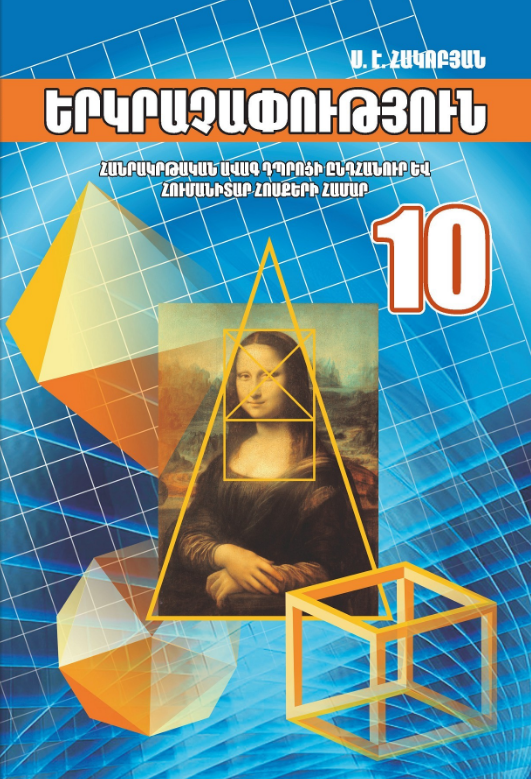 Ս. Է. ՀԱԿՈԲՅԱՆ
ԵՐԿՐԱՉԱՓՈՒԹՅՈՒՆ
ՀԱՆՐԱԿՐԹԱԿԱՆ ԱՎԱԳ ԴՊՐՈՑԻ ԸՆԴՀԱՆՈՒՐ ԵՎ
ՀՈՒՄԱՆԻՏԱՐ ՀՈՍՔԵՐԻ ՀԱՄԱՐ
10